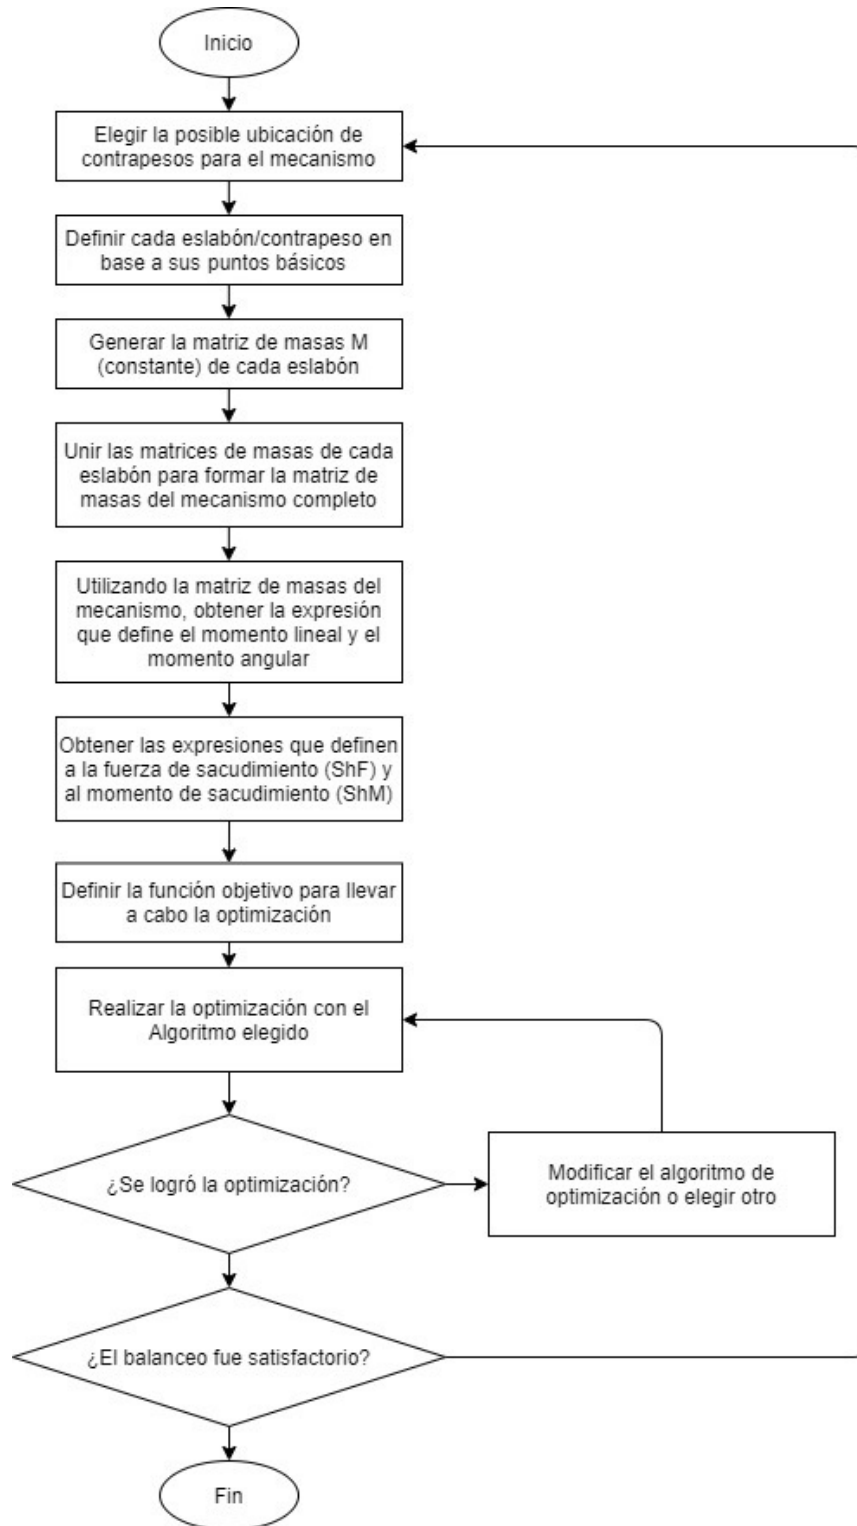 Inicio
Elegir la posible ubicación de
contrapesos para el mecanismo
Definir cada eslabón/contrapeso en
base a sus puntos básicos
Generar la matriz de masas M
(constante) de cada eslabón
Unir las matrices de masas de cada
eslabón para formar la matriz de
masas del mecanismo completo
Utilizando la matriz de masas del
mecanismo, obtener la expresión
que define el momento lineal y el
momento angular
Obtener las expresiones que definen
a la fuerza de sacudimiento (ShF) y
al momento de sacudimiento (ShM)
Definir la función objetivo para llevar
a cabo la optimización
Realizar la optimización con el
Algoritmo elegido
¿Se logró la optimización?
Modificar el algoritmo de
optimización o elegir otro
¿El balanceo fue satisfactorio?
Fin